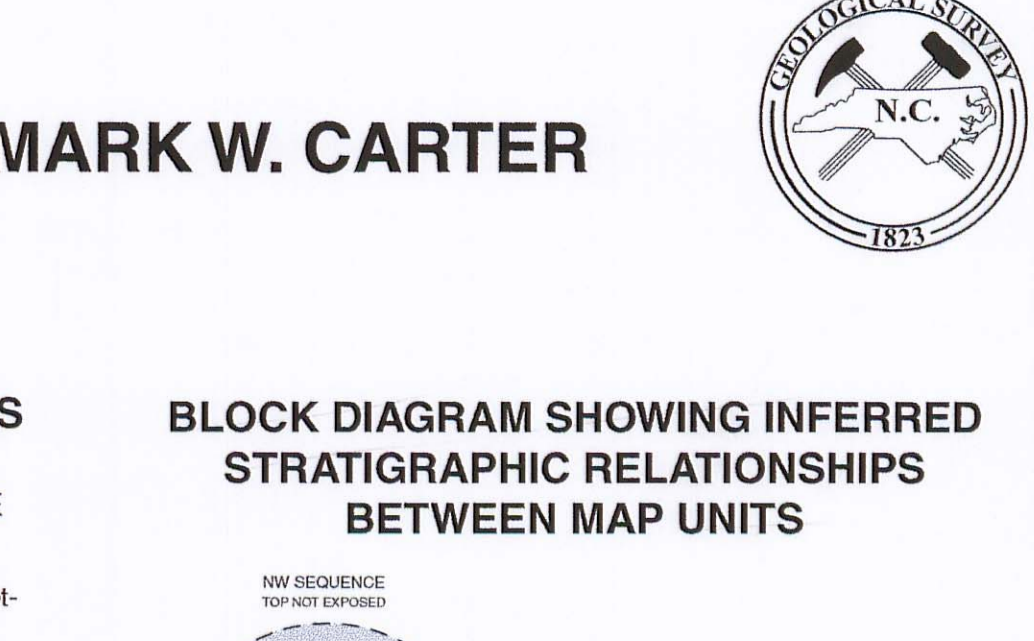 GEOLOGICAL SURVEY
N.C.
1823
MARK W. CARTER
S
BLOCK DIAGRAM SHOWING INFERRED
STRATIGRAPHIC RELATIONSHIPS
BETWEEN MAP UNITS
NW SEQUENCE
TOP NOT EXPOSED
t-